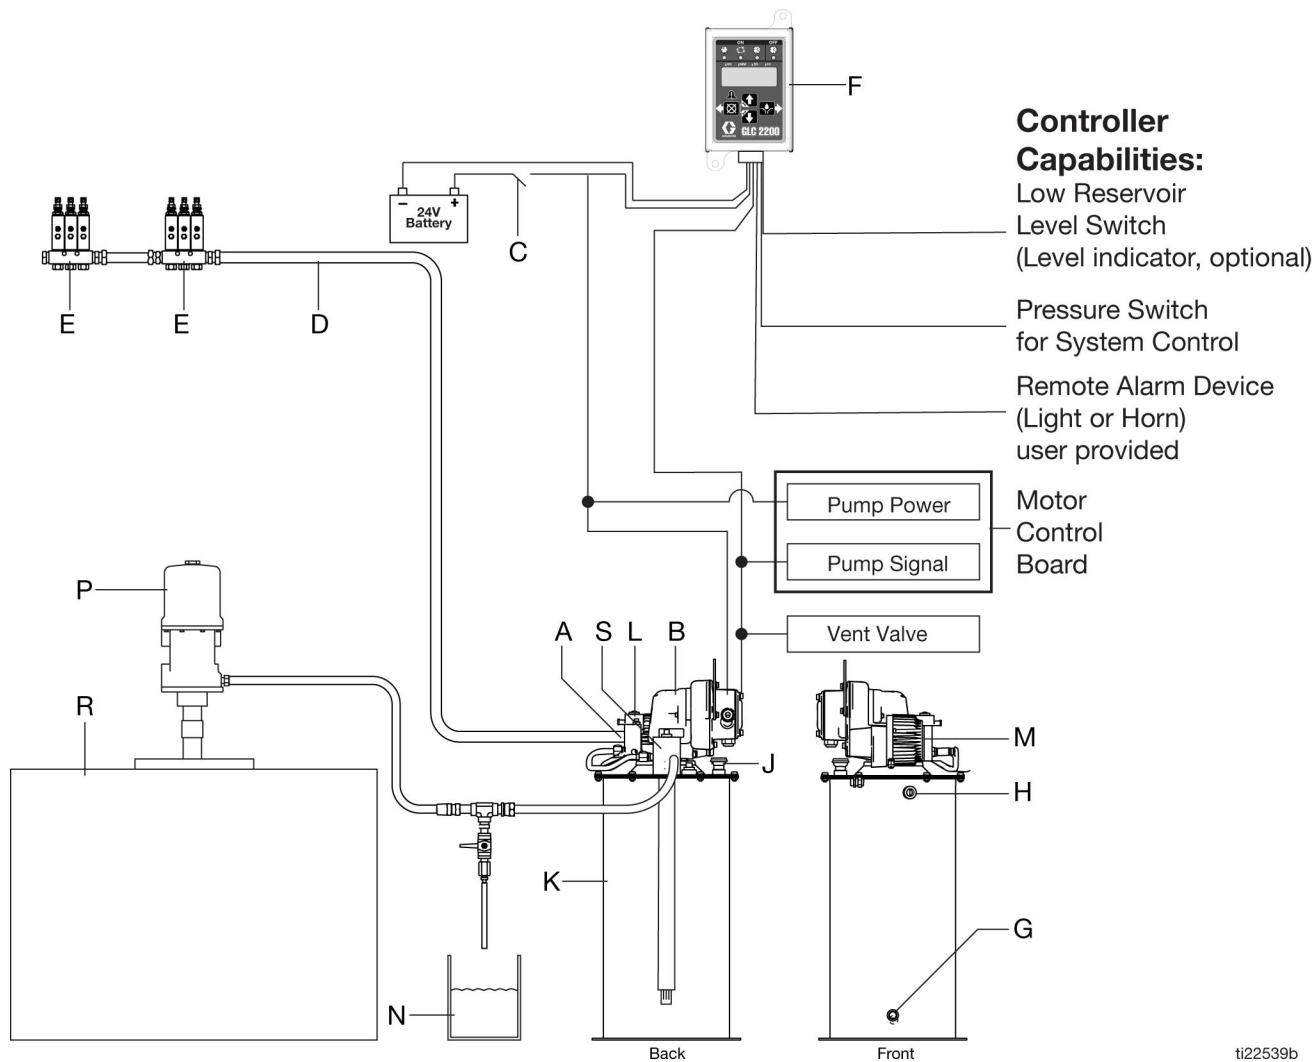 ON OFF
GLC 2200
F
Controller
Capabilities:
Low Reservoir
Level Switch
(Level indicator, optional)
Pressure Switch
for System Control
Remote Alarm Device
(Light or Horn)
user provided
24V
Battery
C
E
E
D
Pump Power
Pump Signal
Motor
Control
Board
Vent Valve
P
R
A
S
L
B
J
M
H
K
G
N
Back
Front
ti22539b